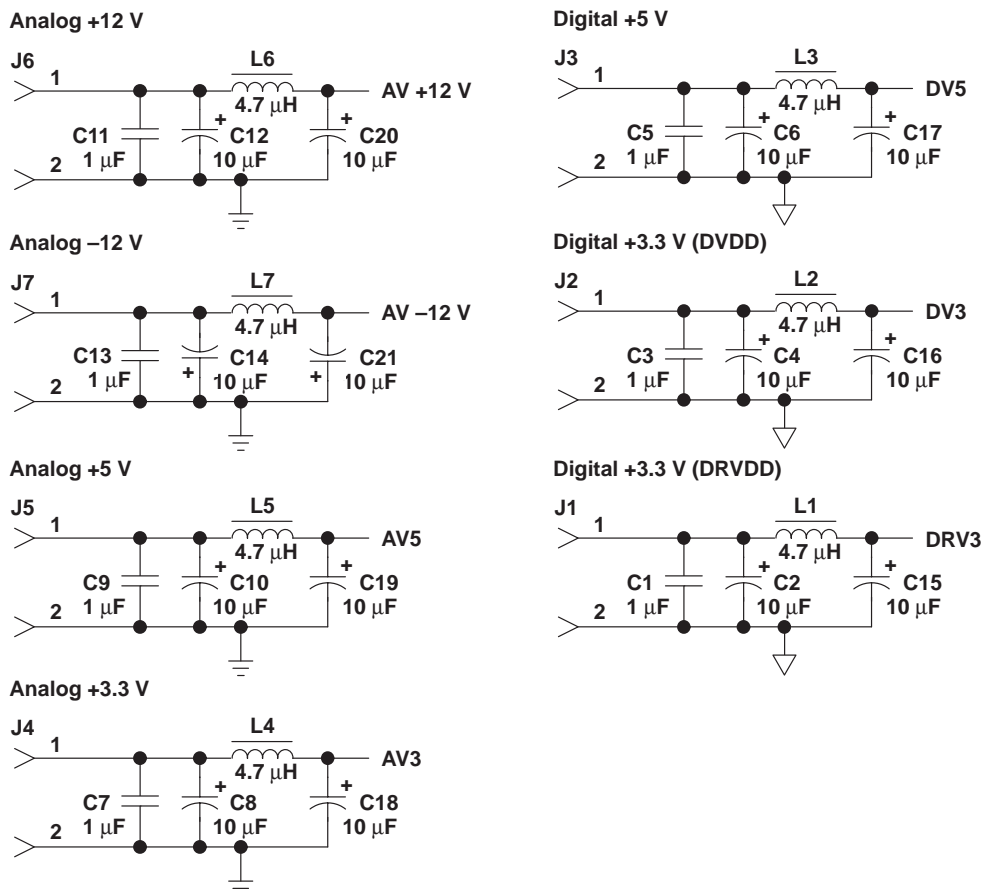 Analog +12 V
J6
1
L6
4.7 μH
AV +12 V
C11
1 μF
+
C12
10 μF
+
C20
10 μF
2
Analog –12 V
J7
1
L7
4.7 μH
AV –12 V
C13
1 μF
+
C14
10 μF
+
C21
10 μF
2
Analog +5 V
J5
1
L5
4.7 μH
AV5
C9
1 μF
+
C10
10 μF
+
C19
10 μF
2
Analog +3.3 V
J4
1
L4
4.7 μH
AV3
C7
1 μF
+
C8
10 μF
+
C18
10 μF
2
Digital +5 V
J3
1
L3
4.7 μH
DV5
C5
1 μF
+
C6
10 μF
+
C17
10 μF
2
Digital +3.3 V (DVDD)
J2
1
L2
4.7 μH
DV3
C3
1 μF
+
C4
10 μF
+
C16
10 μF
2
Digital +3.3 V (DRVDD)
J1
1
L1
4.7 μH
DRV3
C1
1 μF
+
C2
10 μF
+
C15
10 μF
2